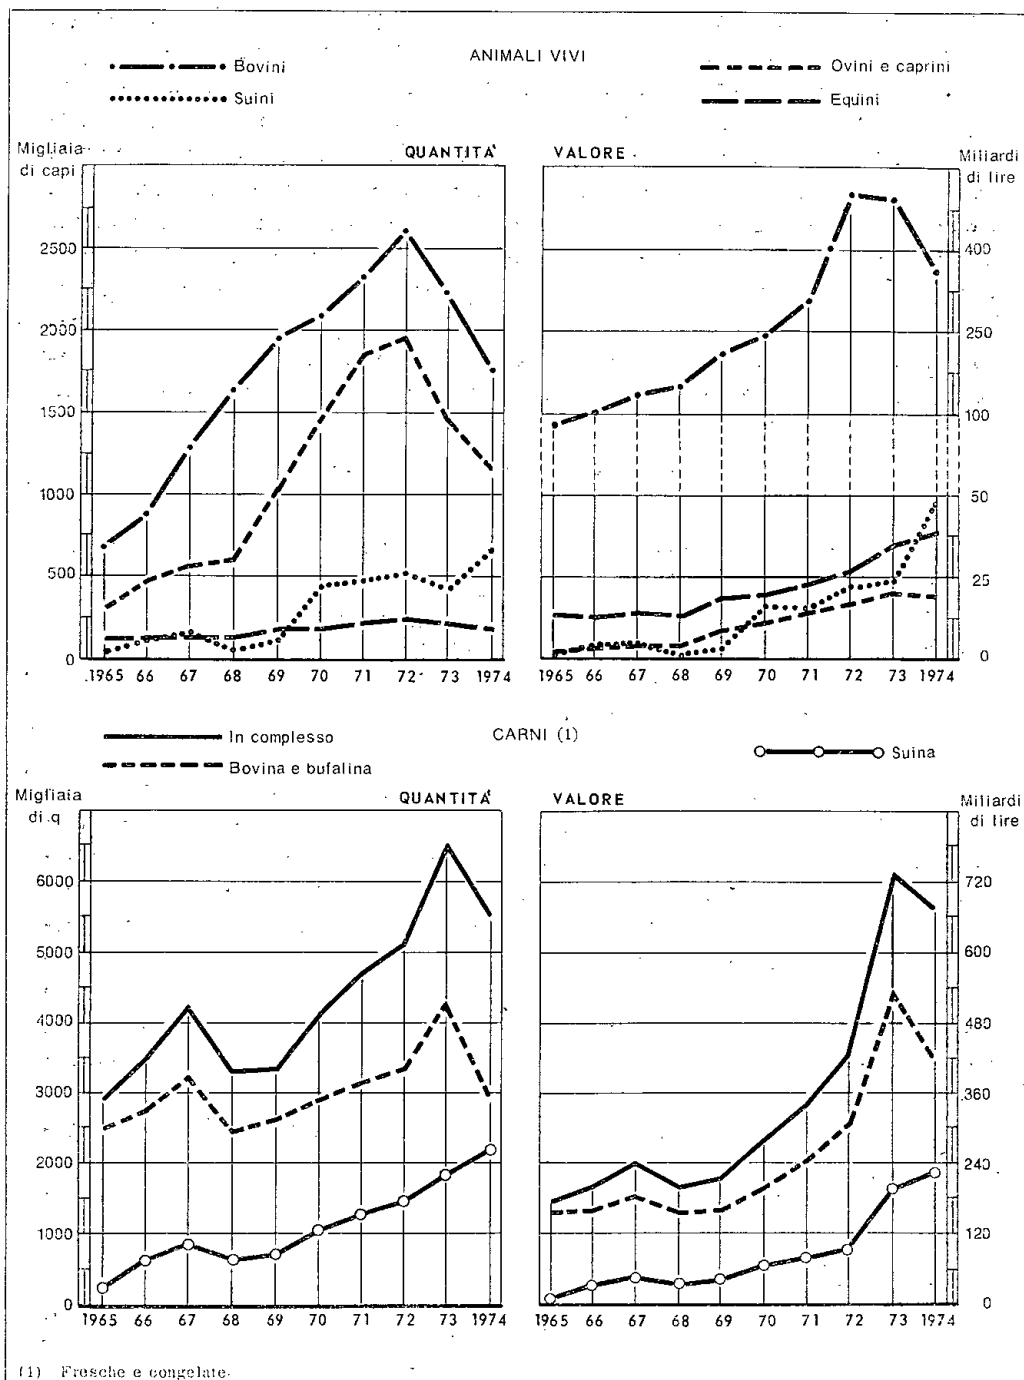 ANIMALI VIVI
Bovini
Suini
Ovini e caprini
Equini
Migliaia
di capi
QUANTITÀ
VALORE
Miliardi
di lire
2500
2000
1500
1000
500
0
400
250
100
50
25
0
1965 66 67 68 69 70 71 72 73 1974
1965 66 67 68 69 70 71 72 73 1974
CARNI (1)
In complesso
Bovina e bufalina
Suina
Migliaia
di q
QUANTITÀ
VALORE
Miliardi
di lire
6000
5000
4000
3000
2000
1000
0
720
600
480
360
240
120
0
1965 66 67 68 69 70 71 72 73 1974
1965 66 67 68 69 70 71 72 73 1974
(1) Fresche e congelate.